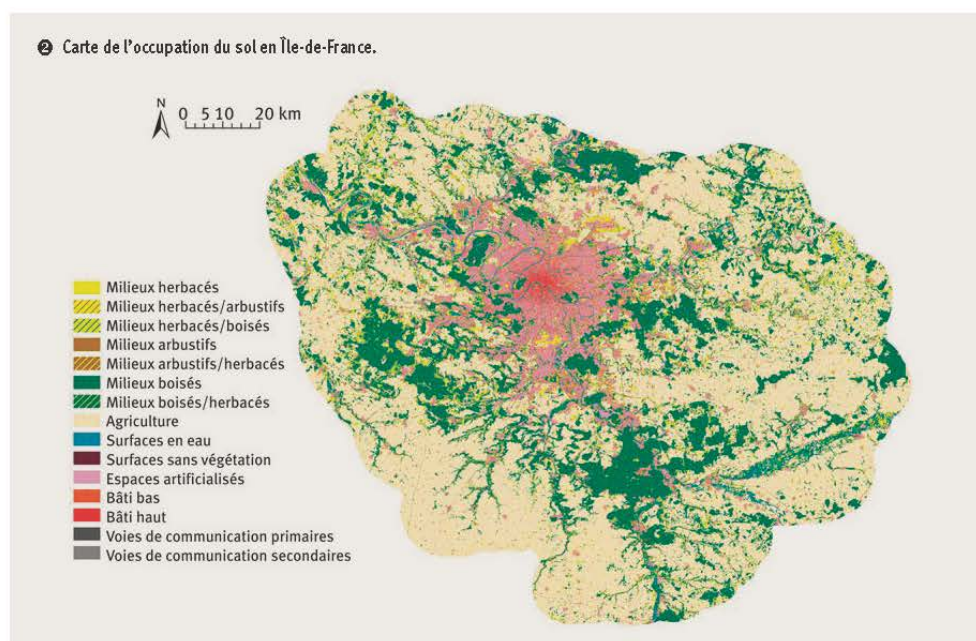 ❷ Carte de l'occupation du sol en Île-de-France.
N
0 5 10 20 km
Milieux herbacés
Milieux herbacés/arbustifs
Milieux herbacés/boisés
Milieux arbustifs
Milieux arbustifs/herbacés
Milieux boisés
Milieux boisés/herbacés
Agriculture
Surfaces en eau
Surfaces sans végétation
Espaces artificialisés
Bâti bas
Bâti haut
Voies de communication primaires
Voies de communication secondaires